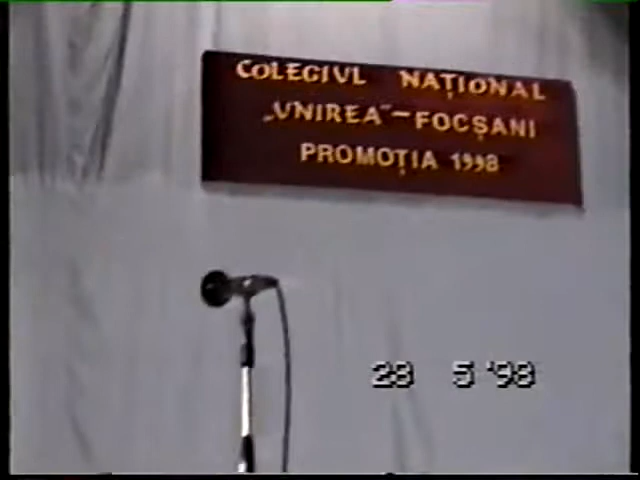 COLEGIUL NAȚIONAL
„UNIREA”-FOCȘANI
PROMOȚIA 1998
28 5 '98